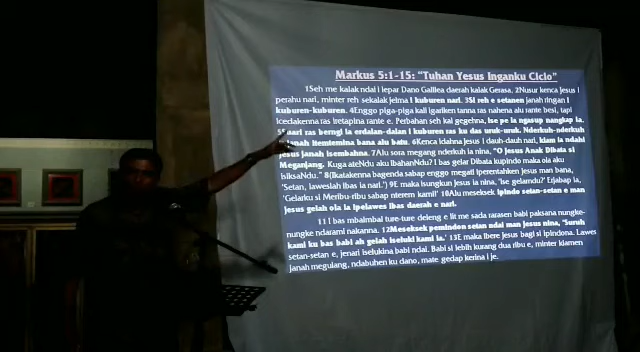 Markus 5:1-15: “Tuhan Yesus Inganku Cicio”
1Seh me kalak ndai i lepar Dano Galilea daerah kalak Gerasa. 2Nusur kenca Jesus i
perahu nari, minter reh sekalak jelma i kuburen nari. 3Si reh e setanen janah ringan i
kuburen-kuburen. 4Enggo piga-piga kali igariken tanna ras nahena alu rante besi, tapi
icedakenna ras iretapina rante e. Perbahan seh kal gegehna, ise pe la ngasup nangkap ia.
5E nari ras berngi ia erdalan-dalan i kuburen ras ku das uruk-uruk. Nderkuh-nderkuh
janah itemtemina bana alu batu. 6Kenca idahna Jesus i dauh-dauh nari, kiam ia ndahi
Jesus janah isembahna. 7Alu sora megang nderkuh ia nina, “O Jesus Anak Dibata si
Meganjang. Kuga ateNdu aku IbahanNdu? I bas gelar Dibata kupindo maka ola aku
IsiksaNdu.” 8(Ikatakenna bagenda sabap enggo megati Iperentahken Jesus man bana,
‘Setan, lawesiah ibas ia nari.’) 9E maka isungkun Jesus ia nina, ‘Ise gelarndu?’ Erjabap ia,
‘Gelarku si Meribu-ribu sabap nterem kami!’ 10Alu meseksek ipindo setan-setan e man
Jesus gelah ola ia Ipelawes Ibas daerah e nari.
11I bas mbalmbal ture-ture deleng e lit me sada rarasen babi paksana nungke-
nungke ndarami nakanna. 12Meseksek pemindon setan ndai man Jesus nina, ‘Suruh
kami ku bas babi ah gelah iseluki kami ia.’ 13E maka Ibere Jesus bagi si ipindona. Lawes
setan-setan e, jenari iselukina babi ndai. Babi si lebih kurang dua ribu e, minter kiamen
janah megulang, ndabuhen ku dano, mate gedap kerina i je.